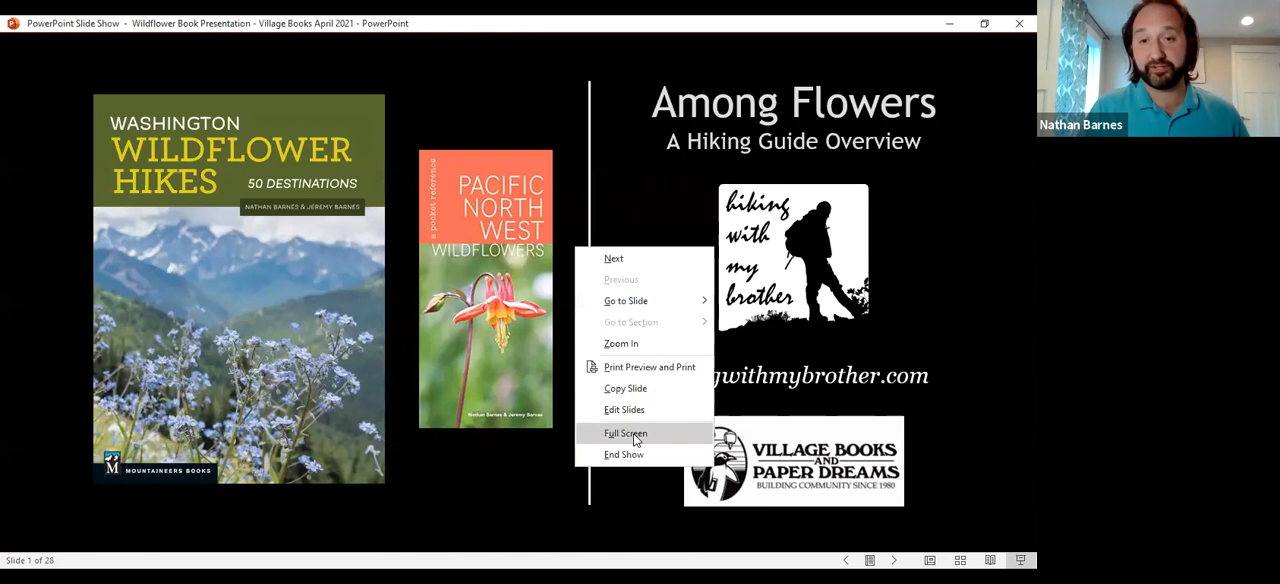 PowerPoint Slide Show - Wildflower Book Presentation - Village Books April 2021 - PowerPoint
WASHINGTON
WILDFLOWER
HIKES
50 DESTINATIONS
NATHAN BARNES & JEREMY BARNES
MOUNTAINEERS BOOKS
a pocket reference
PACIFIC
NORTH
WEST
WILDFLOWERS
Nathan Barnes & Jeremy Barnes
Among Flowers
A Hiking Guide Overview
hiking
with
my
brother
gwithmybrother.com
VILLAGE BOOKS
AND
PAPER DREAMS
BUILDING COMMUNITY SINCE 1980
Next
Previous
Go to Slide
Go to Section
Zoom In
Print Preview and Print
Copy Slide
Edit Slides
Full Screen
End Show
Nathan Barnes
Slide 1 of 28